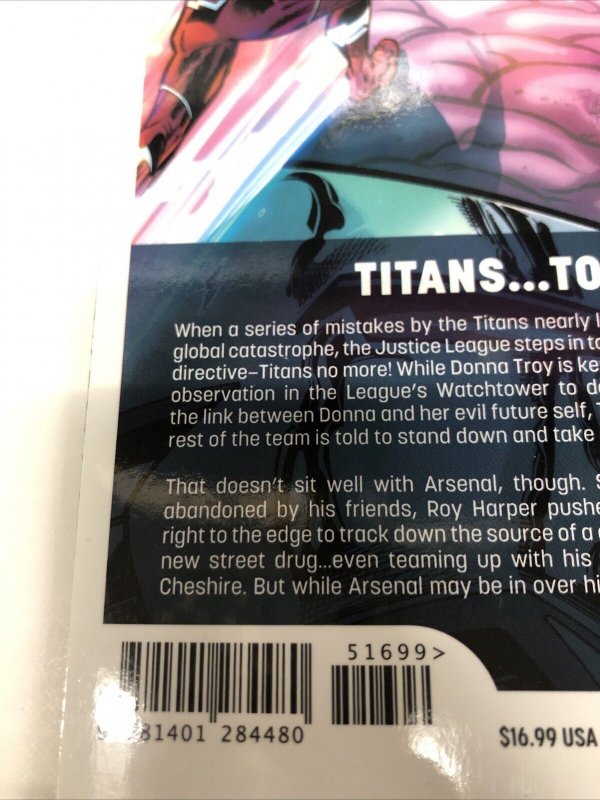 TITANS...TO
When a series of mistakes by the Titans nearly
global catastrophe, the Justice League steps in
directive–Titans no more! While Donna Troy is
observation in the League's Watchtower to
the link between Donna and her evil future self,
rest of the team is told to stand down and take
That doesn't sit well with Arsenal, though.
abandoned by his friends, Roy Harper
right to the edge to track down the source of a
new street drug...even teaming up with his
Cheshire. But while Arsenal may be in over
51699>
81401 284480
$16.99 USA